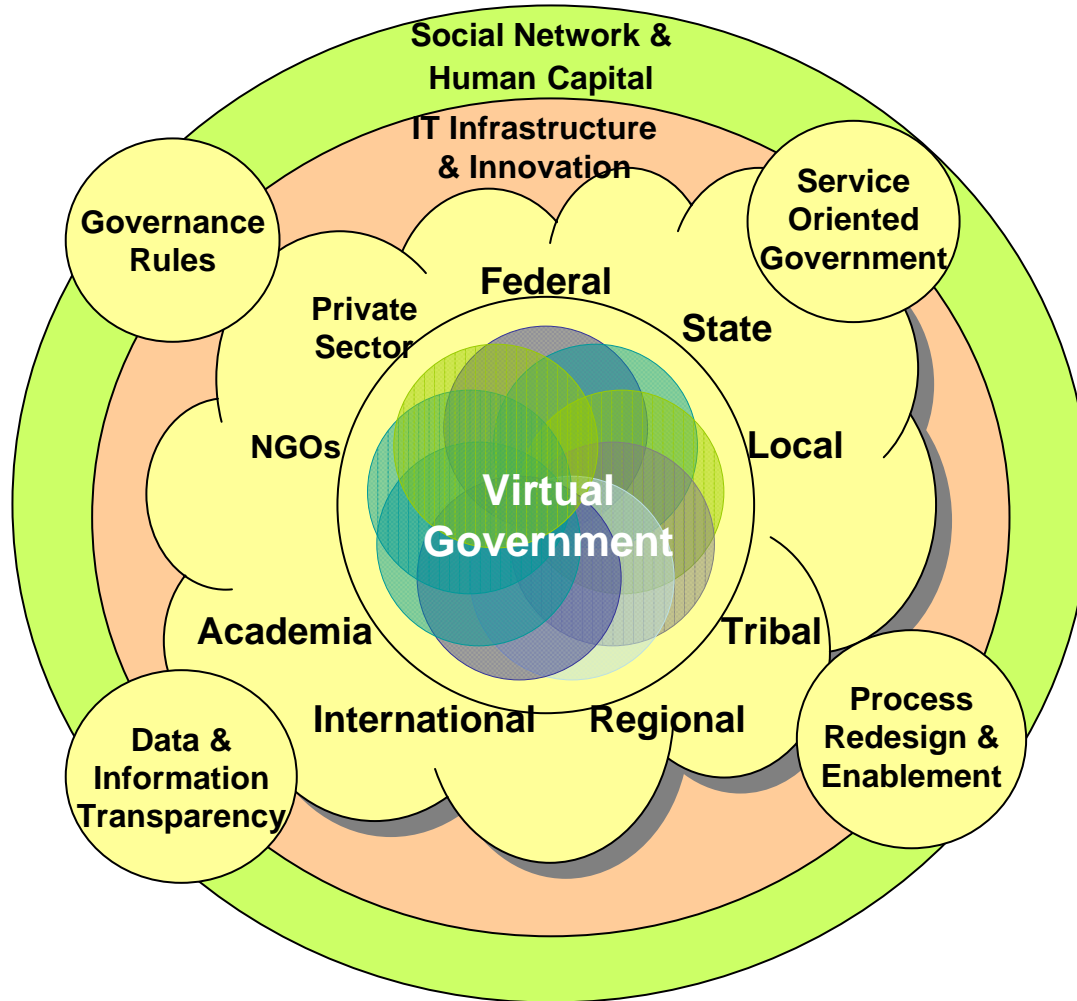 Social Network &
Human Capital
IT Infrastructure
& Innovation
Governance
Rules
Service
Oriented
Government
Federal
Private
Sector
State
NGOs
Local
Virtual
Government
Academia
Tribal
International
Regional
Data &
Information
Transparency
Process
Redesign &
Enablement